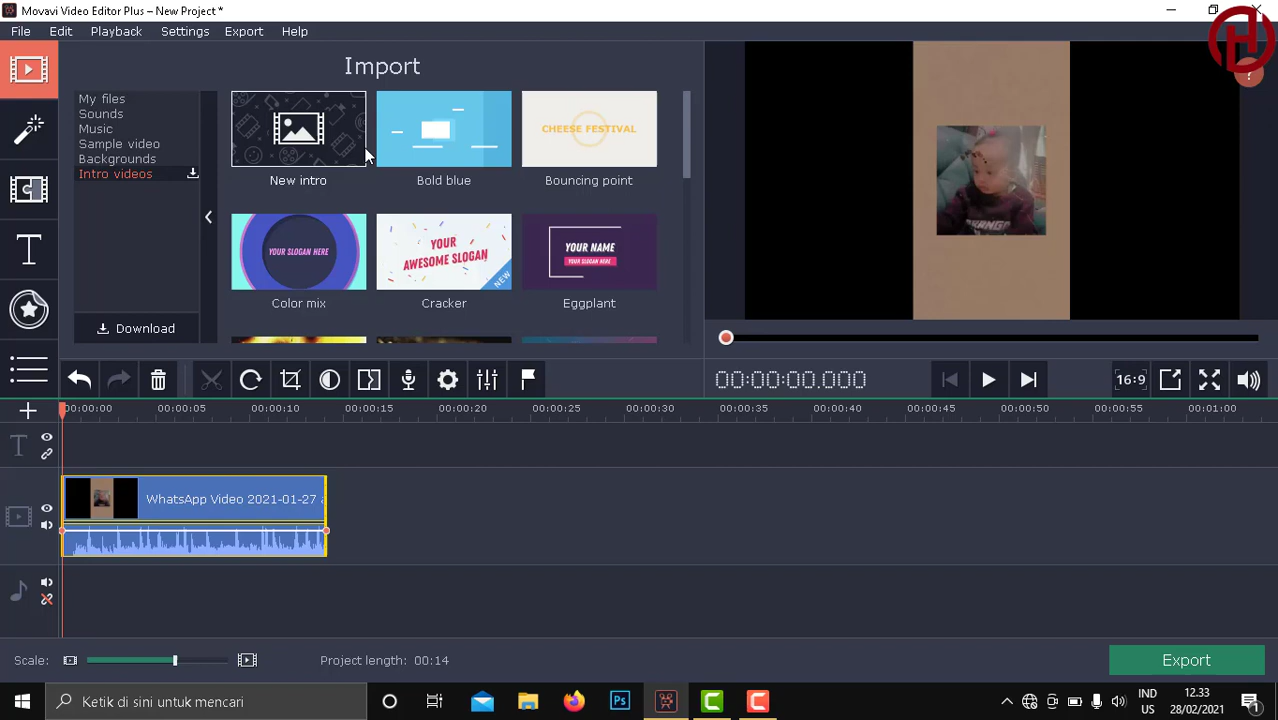 Movavi Video Editor Plus – New Project *
File Edit Playback Settings Export Help
Import
My files
Sounds
Music
Sample video
Backgrounds
Intro videos
Download
New intro
Bold blue
CHEESE FESTIVAL
Bouncing point
YOUR SLOGAN HERE
Color mix
YOUR
AWESOME SLOGAN
NEW
Cracker
YOUR NAME
YOUR SLOGAN HERE
Eggplant
?
00:00:00.000
16:9
00:00:00 00:00:05 00:00:10 00:00:15 00:00:20 00:00:25 00:00:30 00:00:35 00:00:40 00:00:45 00:00:50 00:00:55 00:01:00
T
WhatsApp Video 2021-01-27 a
Scale:
Project length: 00:14
Export
Ketik di sini untuk mencari
Ps
IND
US
12.33
28/02/2021
1